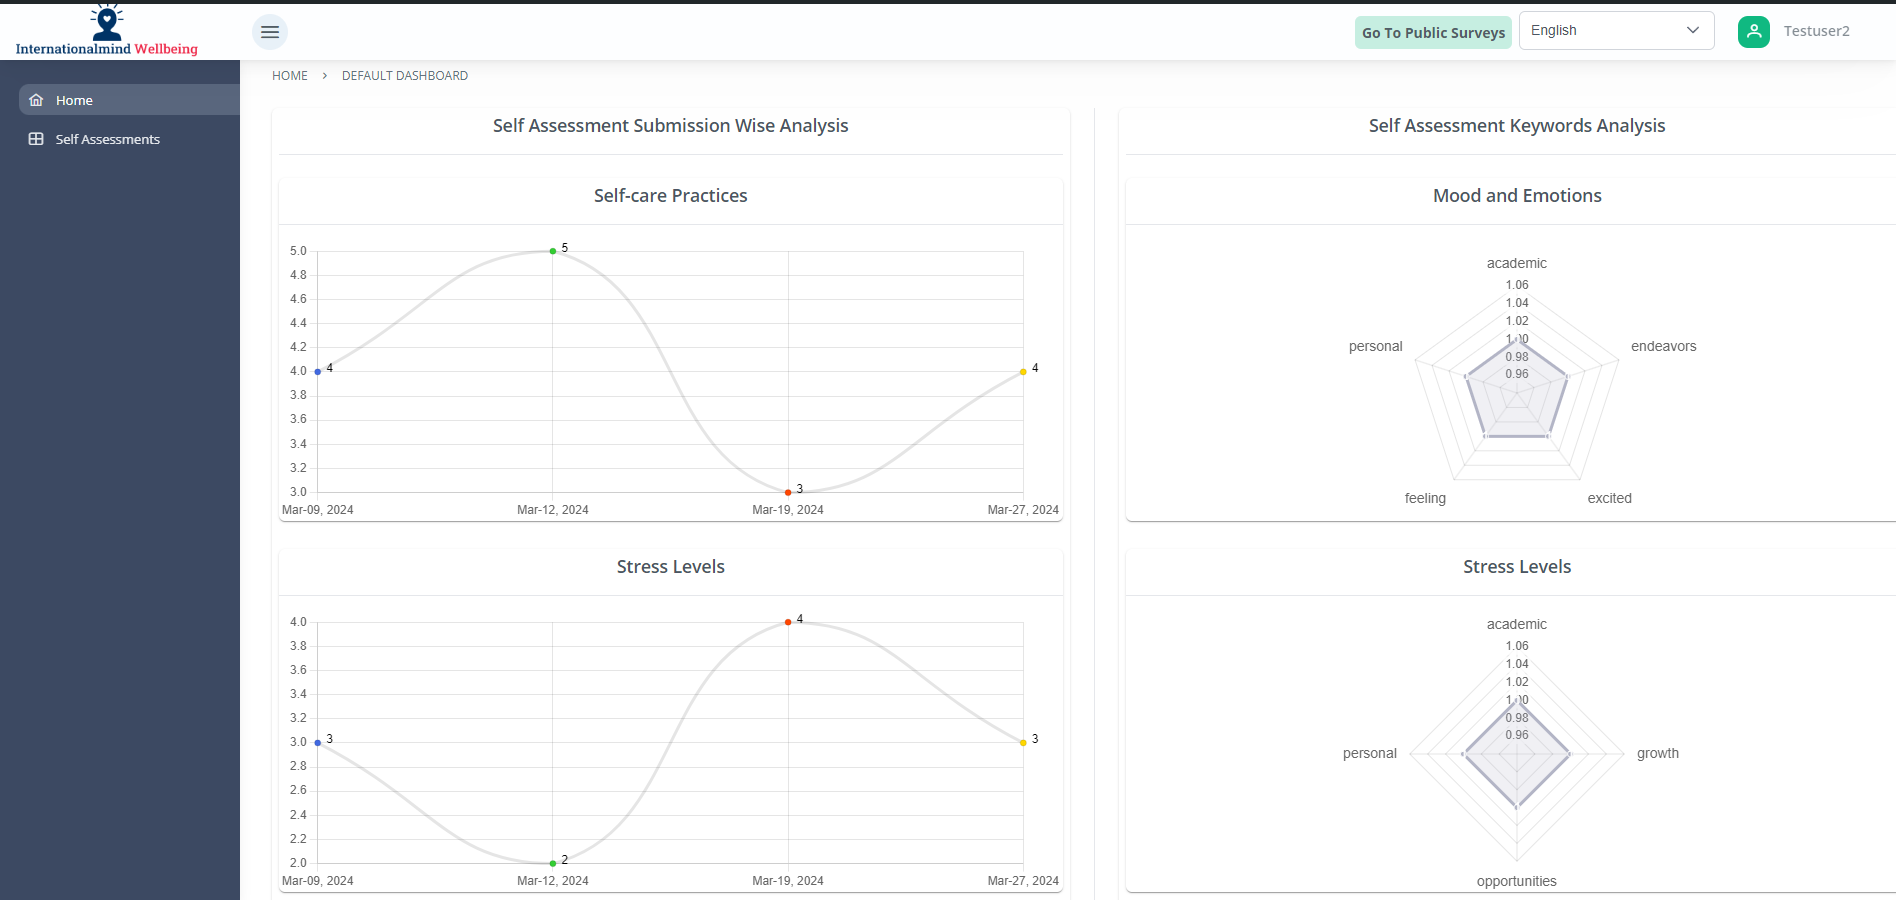 Internationalmind Wellbeing
Go To Public Surveys
English
Testuser2
Home
Self Assessments
HOME > DEFAULT DASHBOARD
Self Assessment Submission Wise Analysis
Self-care Practices
5.0
4.8
4.6
4.4
4.2
4.0
3.8
3.6
3.4
3.2
3.0
4
5
3
4
Mar-09, 2024
Mar-12, 2024
Mar-19, 2024
Mar-27, 2024
Stress Levels
4.0
3.8
3.6
3.4
3.2
3.0
2.8
2.6
2.4
2.2
2.0
3
2
4
3
Mar-09, 2024
Mar-12, 2024
Mar-19, 2024
Mar-27, 2024
Self Assessment Keywords Analysis
Mood and Emotions
academic
1.06
1.04
1.02
1.00
0.98
0.96
personal
endeavors
feeling
excited
Stress Levels
academic
1.06
1.04
1.02
1.00
0.98
0.96
personal
growth
opportunities